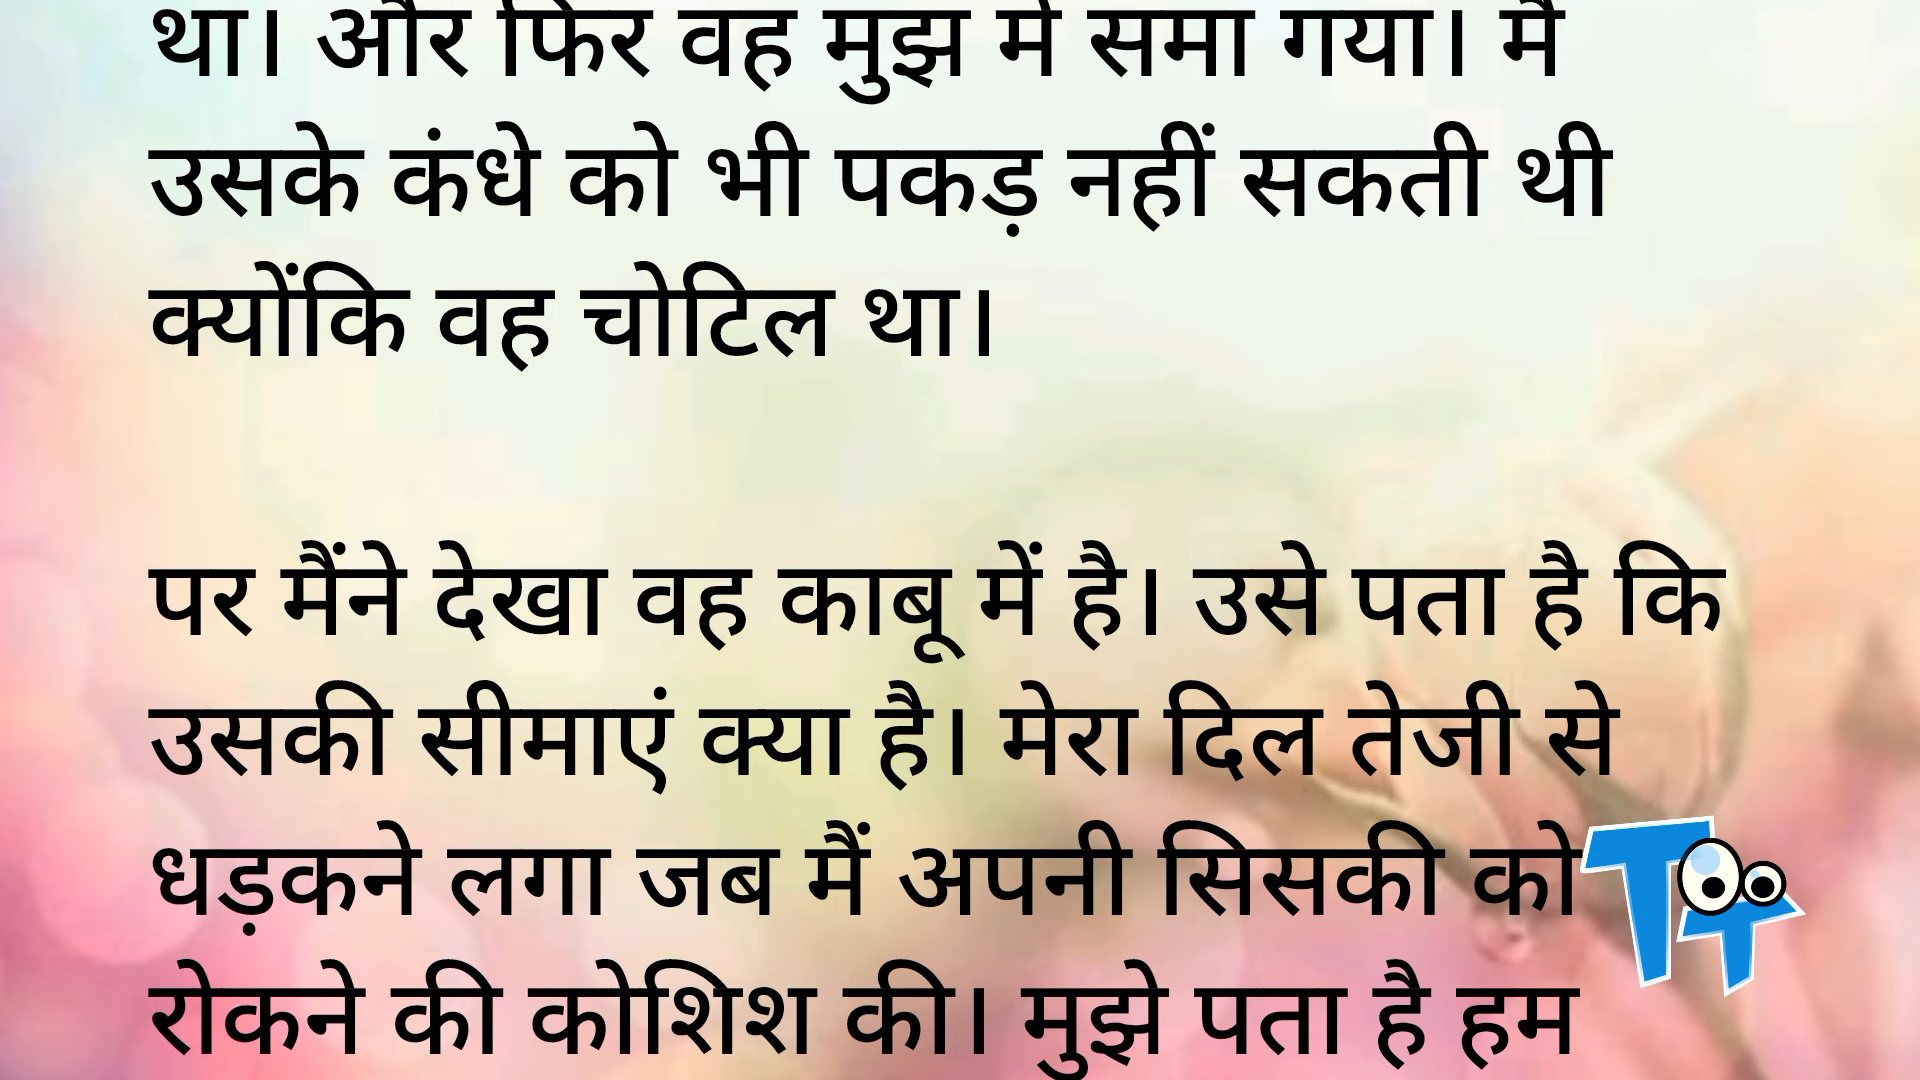 था। और फिर वह मुझ में समा गया। मैं
उसके कंधे को भी पकड़ नहीं सकती थी
क्योंकि वह चोटिल था।
पर मैंने देखा वह काबू में है। उसे पता है कि
उसकी सीमाएं क्या है। मेरा दिल तेजी से
धड़कने लगा जब मैं अपनी सिसकी को
रोकने की कोशिश की। मुझे पता है हम
TT